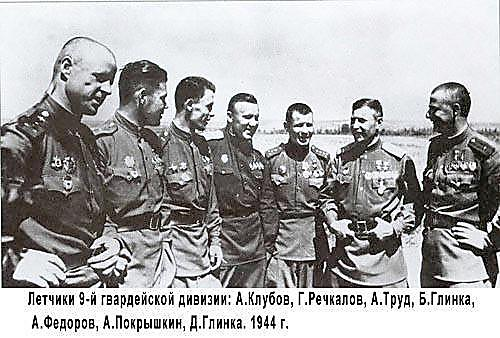 Летчики 9-й гвардейской дивизии: А.Клубов, Г.Речкалов, А.Труд, Б.Глинка,
А.Федоров, А.Покрышкин, Д.Глинка. 1944 г.